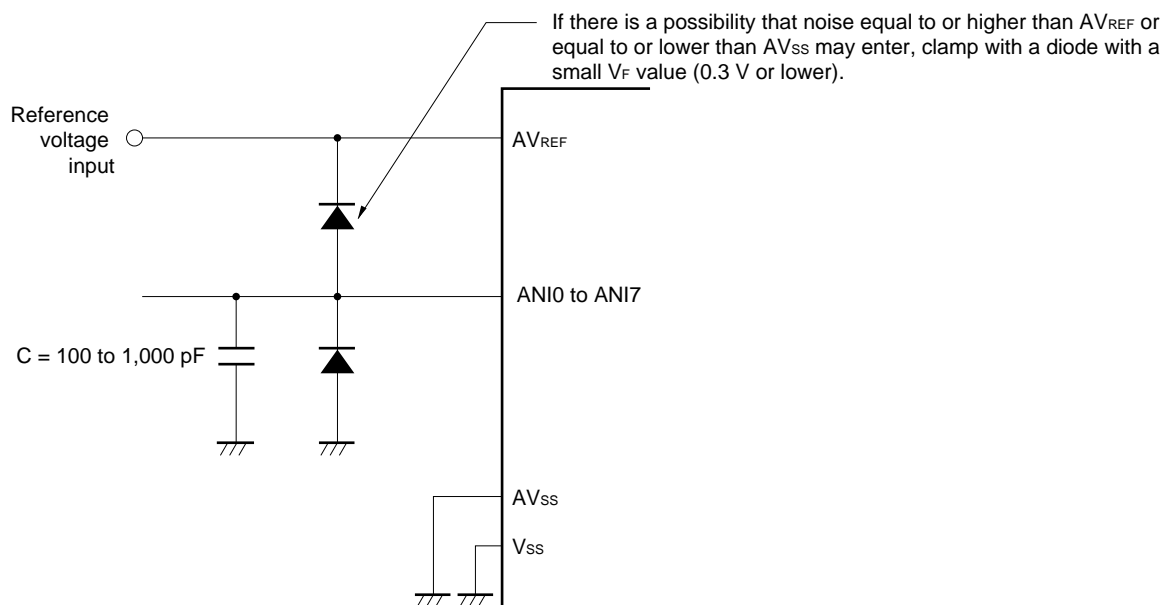 If there is a possibility that noise equal to or higher than AVREF or
equal to or lower than AVSS may enter, clamp with a diode with a
small VF value (0.3 V or lower).
Reference
voltage
input
AVREF
ANI0 to ANI7
C = 100 to 1,000 pF
AVSS
VSS